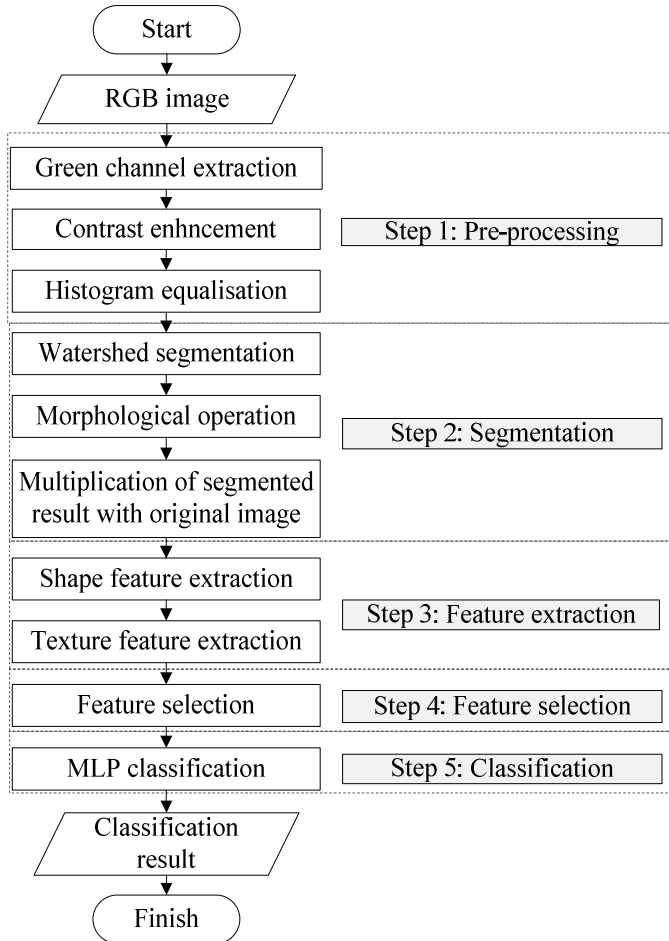 Start
RGB image
Green channel extraction
Contrast enhncement
Step 1: Pre-processing
Histogram equalisation
Watershed segmentation
Morphological operation
Step 2: Segmentation
Multiplication of segmented
result with original image
Shape feature extraction
Step 3: Feature extraction
Texture feature extraction
Feature selection
Step 4: Feature selection
MLP classification
Step 5: Classification
Classification
result
Finish